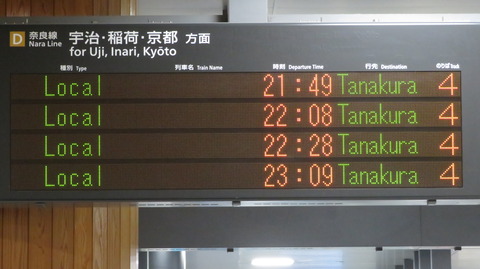 D 奈良線 宇治・稲荷・京都 方面
Nara Line for Uji, Inari, Kyōto
種別 Type 列車名 Train Name 時刻 Departure Time 行先 Destination のりば Track
Local 21:49 Tanakura 4
Local 22:08 Tanakura 4
Local 22:28 Tanakura 4
Local 23:09 Tanakura 4